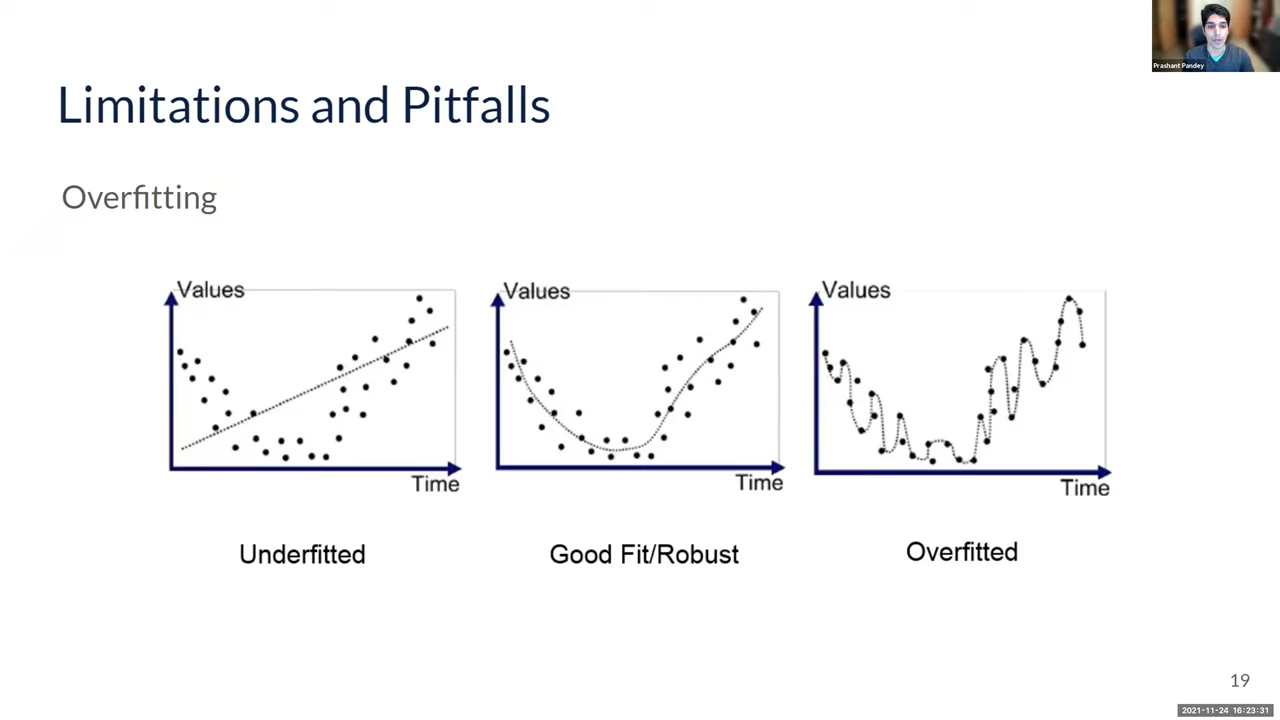 Prashant Pandey
Limitations and Pitfalls
Overfitting
Values
Values
Values
Time
Time
Time
Underfitted
Good Fit/Robust
Overfitted
19
2021-11-24 16:23:31